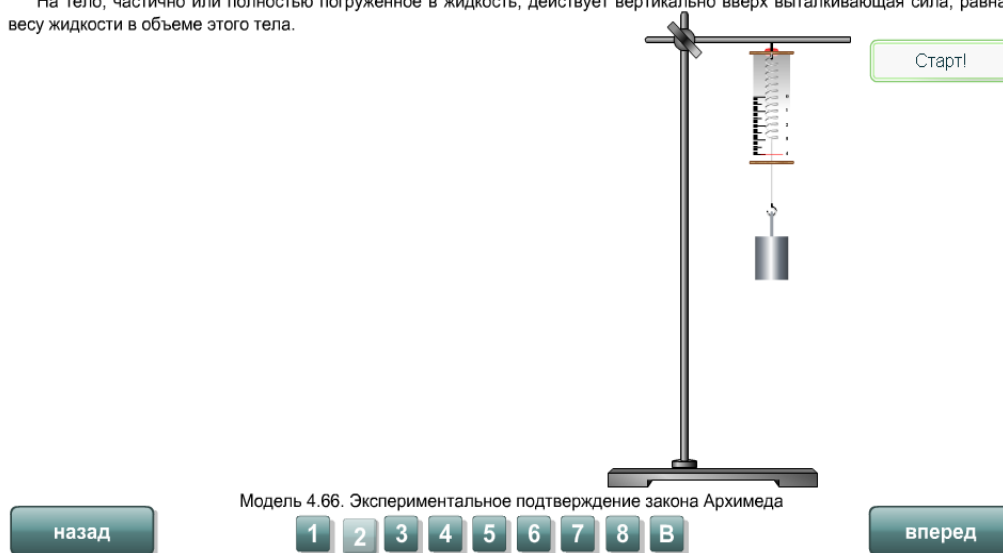 На тело, частично или полностью погруженное в жидкость, действует вертикально вверх выталкивающая сила, равна
весу жидкости в объеме этого тела.
Старт!
Модель 4.66. Экспериментальное подтверждение закона Архимеда
назад
1 2 3 4 5 6 7 8 В
вперед